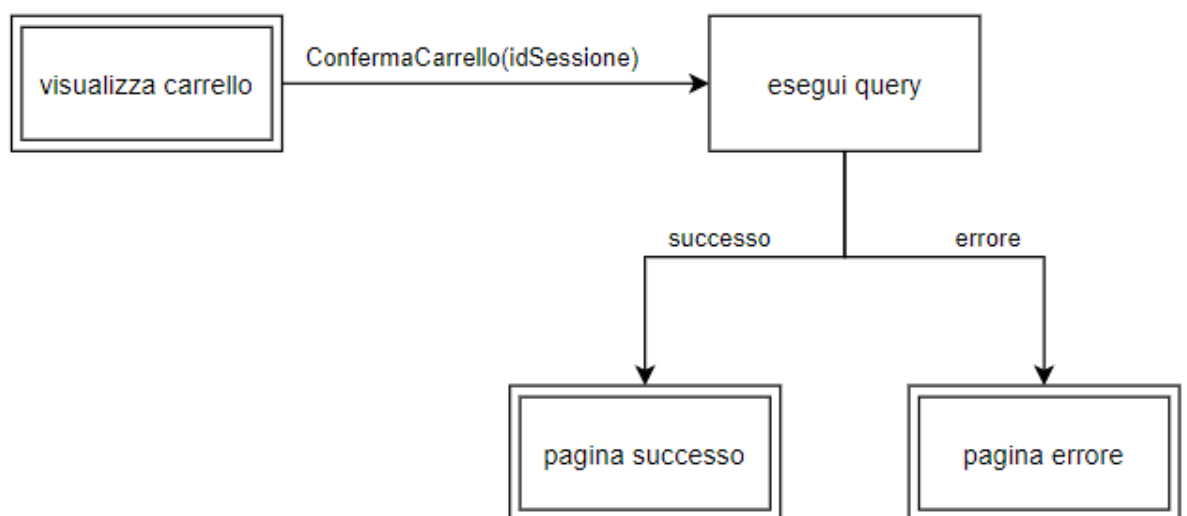 visualizza carrello
ConfermaCarrello(idSessione)
esegui query
successo
errore
pagina successo
pagina errore